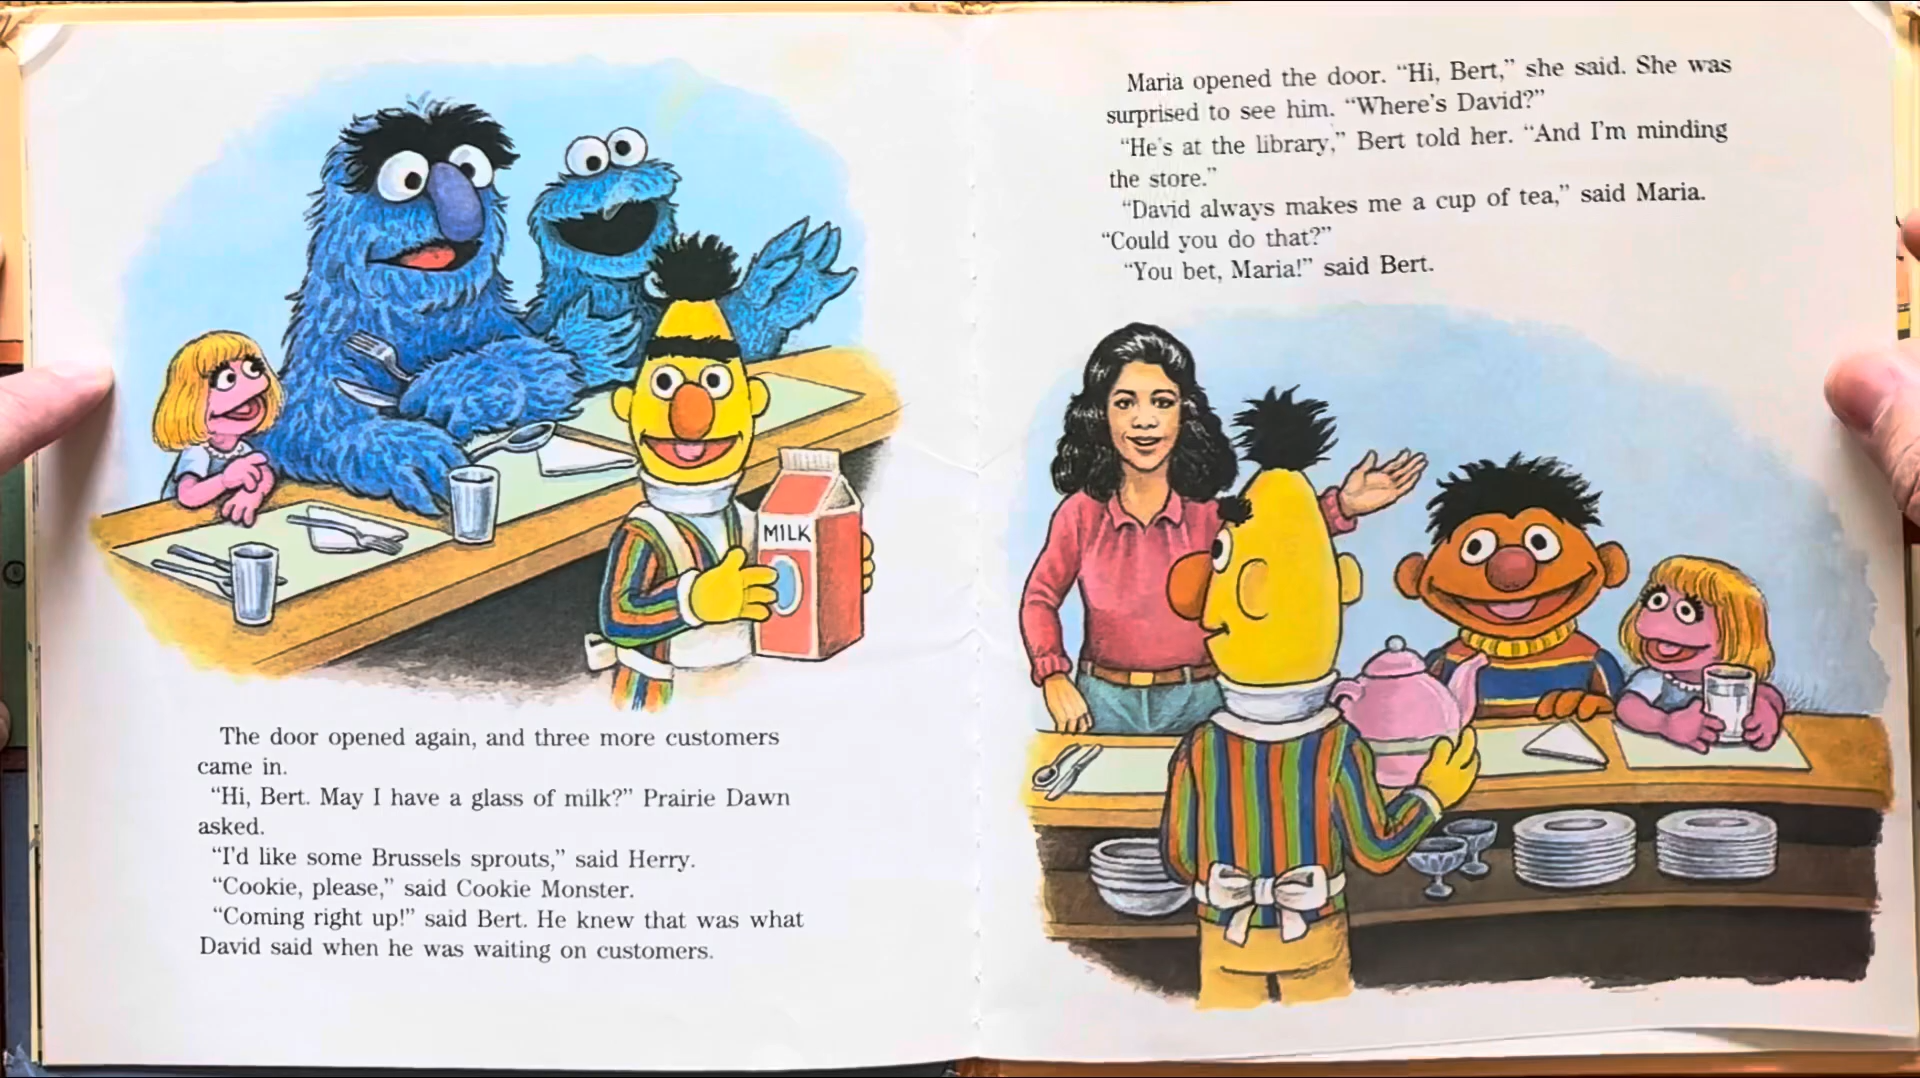 MILK
The door opened again, and three more customers
came in.
“Hi, Bert. May I have a glass of milk?” Prairie Dawn
asked.
“I'd like some Brussels sprouts,” said Herry.
“Cookie, please,” said Cookie Monster.
“Coming right up!” said Bert. He knew that was what
David said when he was waiting on customers.
Maria opened the door. “Hi, Bert,” she said. She was
surprised to see him. “Where's David?”
“He's at the library,” Bert told her. “And I'm minding
the store.”
“David always makes me a cup of tea,” said Maria.
“Could you do that?”
“You bet, Maria!” said Bert.